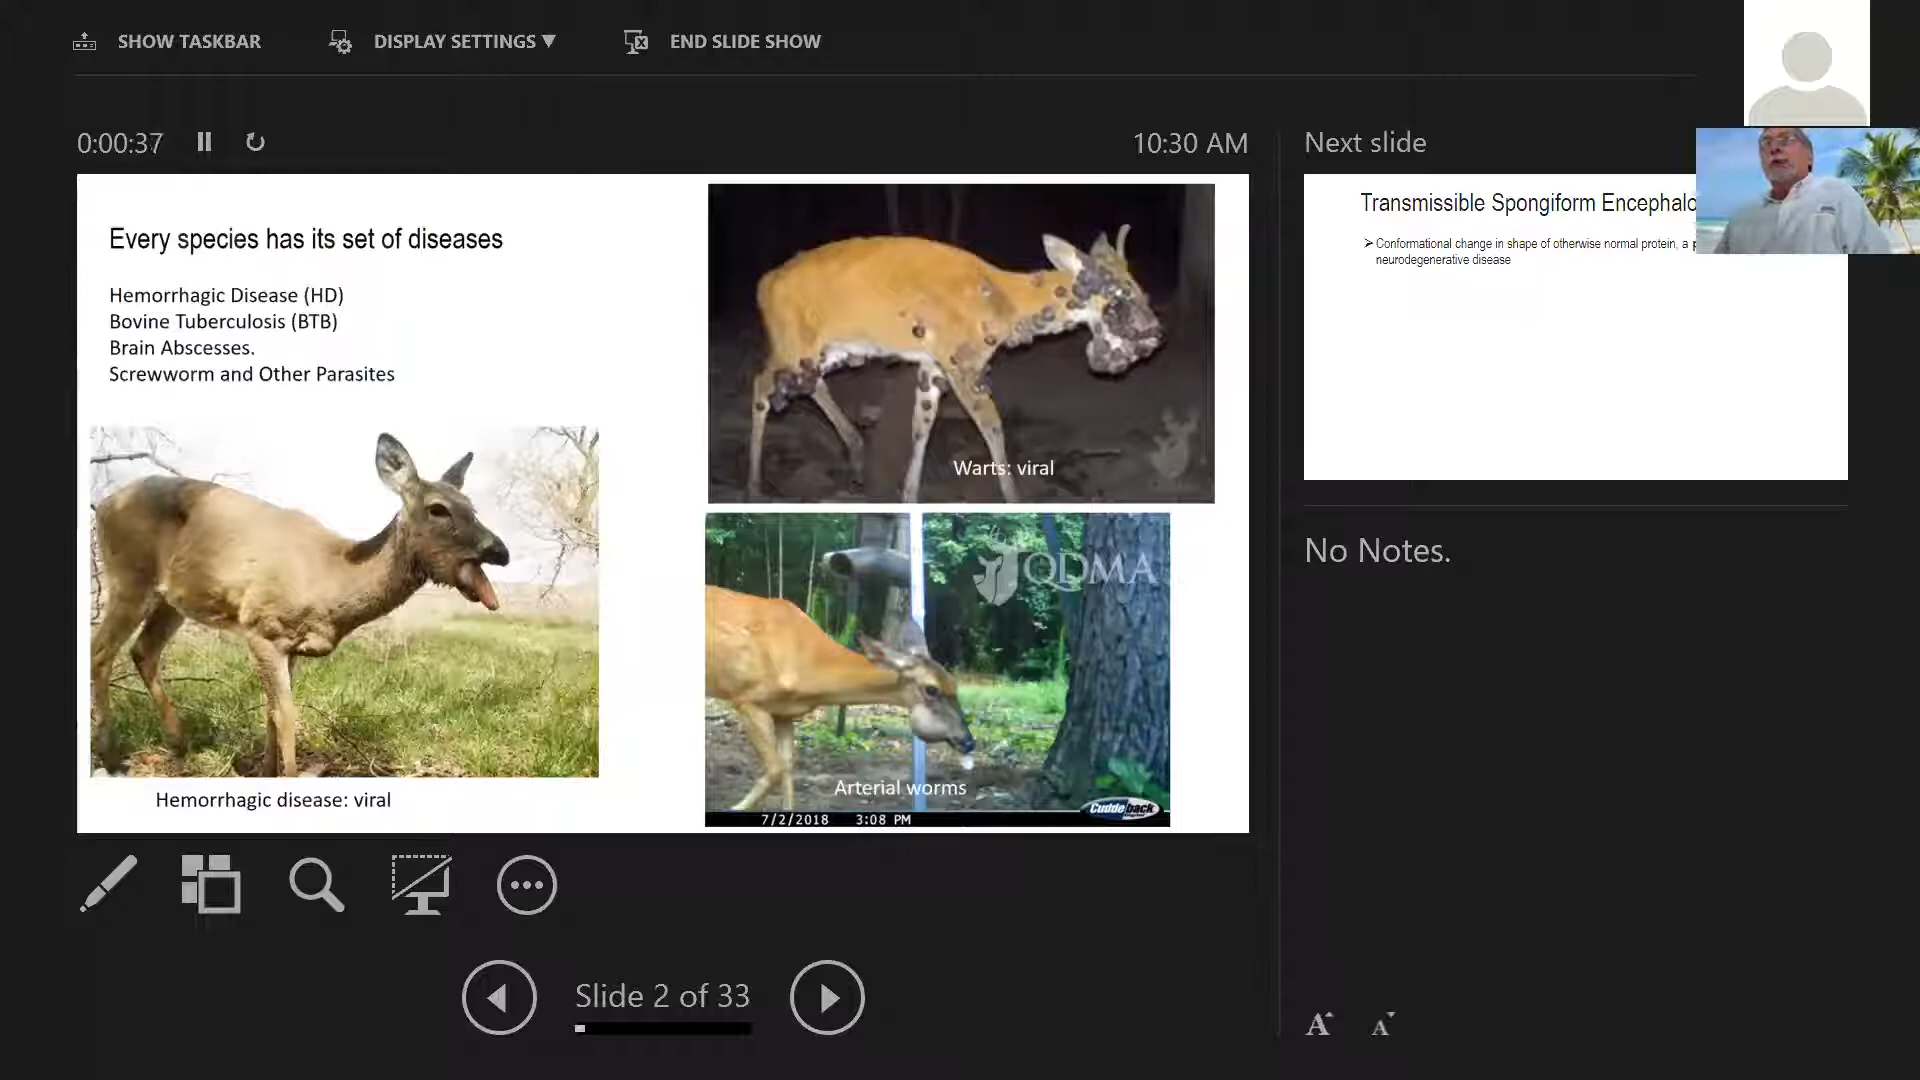 SHOW TASKBAR
DISPLAY SETTINGS
END SLIDE SHOW
0:00:37
10:30 AM
Next slide
Every species has its set of diseases
Hemorrhagic Disease (HD)
Bovine Tuberculosis (BTB)
Brain Abscesses.
Screwworm and Other Parasites
Hemorrhagic disease: viral
Warts: viral
QDMA
Arterial worms
7/2/2018 3:08 PM
Cuddeback
Transmissible Spongiform Encephalo
Conformational change in shape of otherwise normal protein, a
neurodegenerative disease
No Notes.
Slide 2 of 33
A A